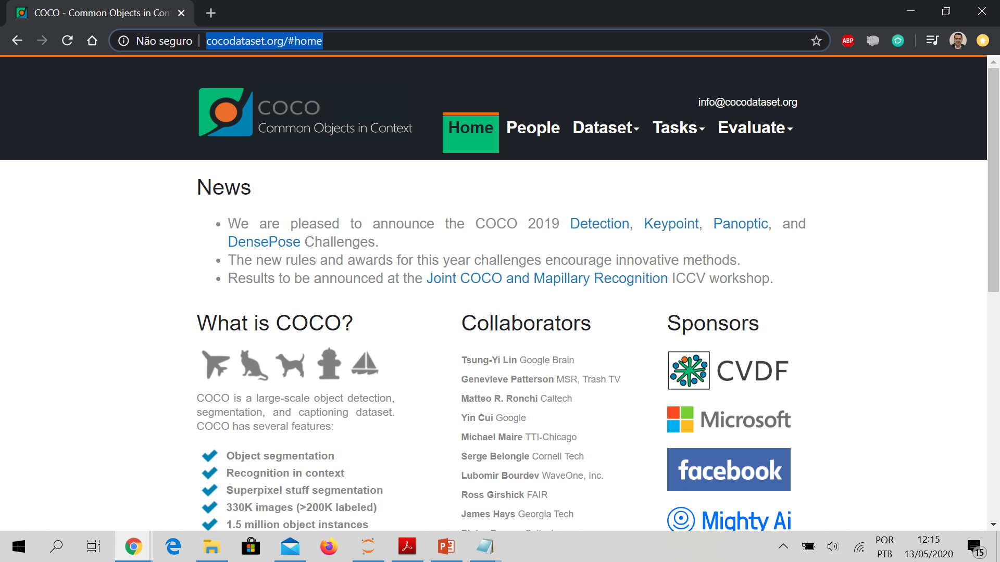 COCO - Common Objects in Con
Não seguro
cocodataset.org/#home
ABP
COCO
Common Objects in Context
info@cocodataset.org
Home People Dataset Tasks Evaluate
News
We are pleased to announce the COCO 2019 Detection, Keypoint, Panoptic, and
DensePose Challenges.
The new rules and awards for this year challenges encourage innovative methods.
Results to be announced at the Joint COCO and Mapillary Recognition ICCV workshop.
What is COCO?
COCO is a large-scale object detection,
segmentation, and captioning dataset.
COCO has several features:
Object segmentation
Recognition in context
Superpixel stuff segmentation
330K images (>200K labeled)
1.5 million object instances
Collaborators
Tsung-Yi Lin Google Brain
Genevieve Patterson MSR, Trash TV
Matteo R. Ronchi Caltech
Yin Cui Google
Michael Maire TTI-Chicago
Serge Belongie Cornell Tech
Lubomir Bourdev WaveOne, Inc.
Ross Girshick FAIR
James Hays Georgia Tech
Sponsors
CVDF
Microsoft
facebook
Mighty Ai
POR
PTB
12:15
13/05/2020
15